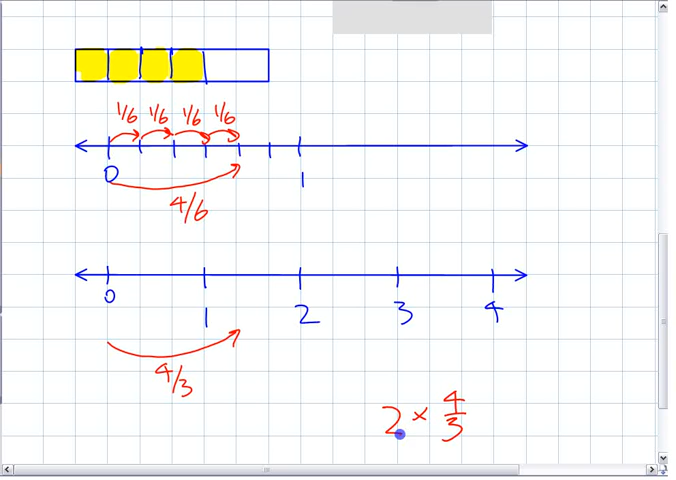 1/6 1/6 1/6 1/6
0 1
4/6
0 1 2 3 4
4/3
2 × 4/3